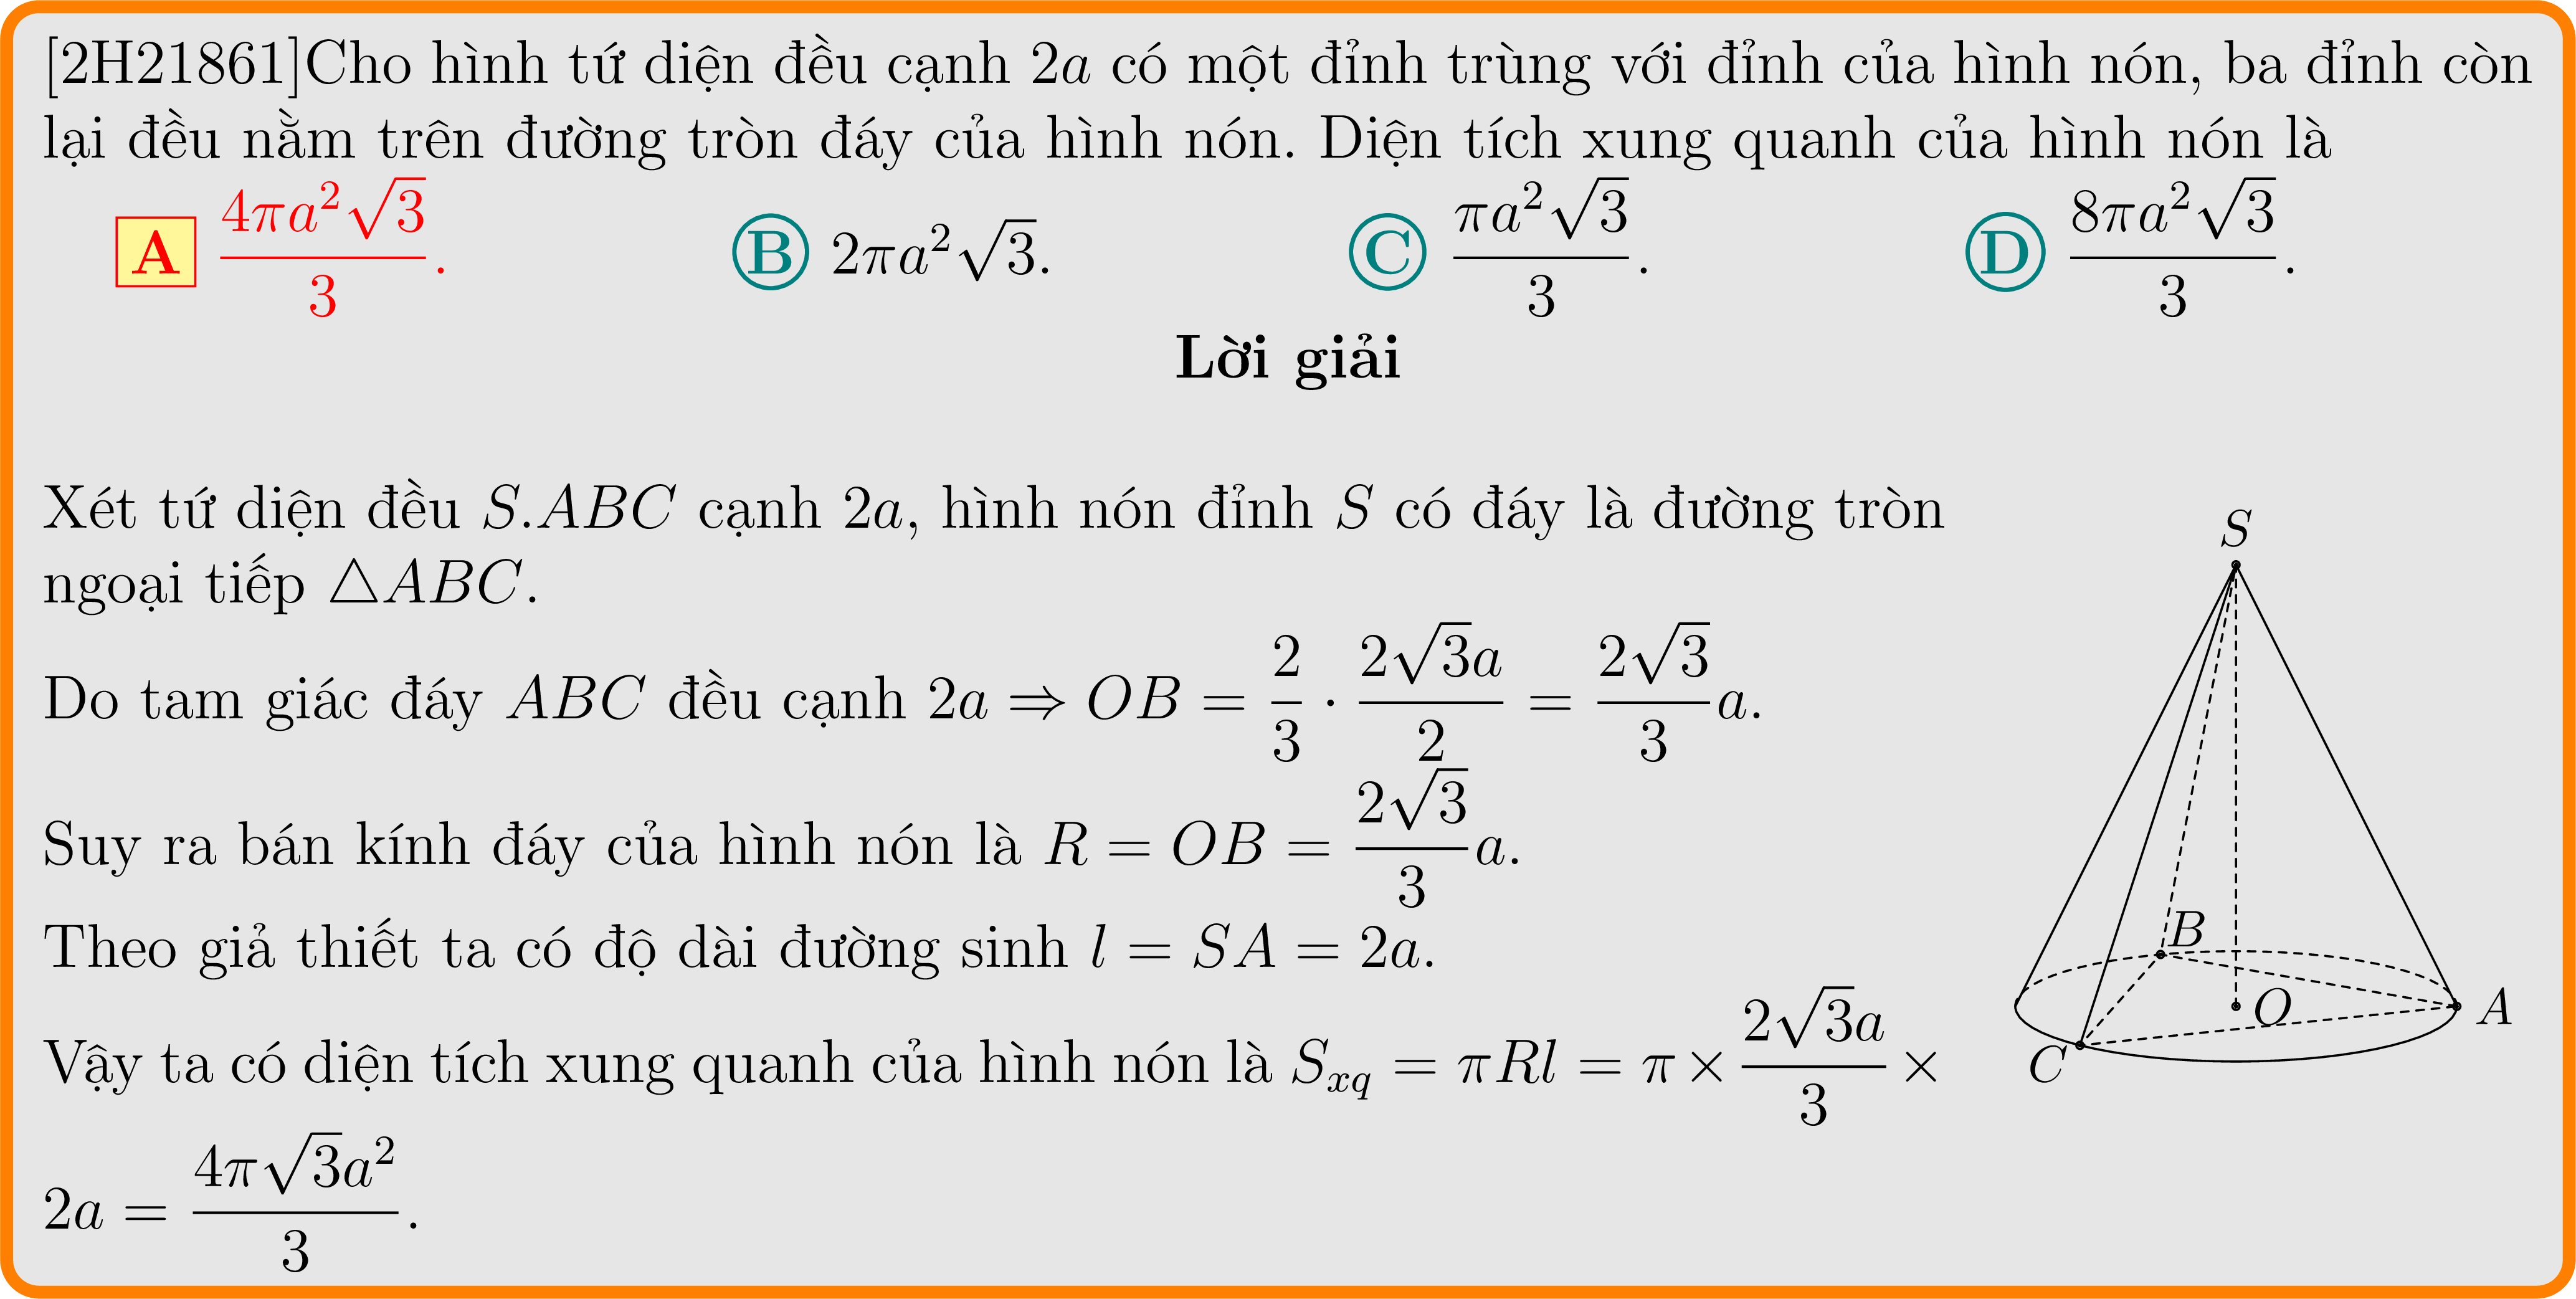 [2H21861]Cho hình tứ diện đều cạnh 2a có một đỉnh trùng với đỉnh của hình nón, ba đỉnh còn
lại đều nằm trên đường tròn đáy của hình nón. Diện tích xung quanh của hình nón là
A $\frac{4\pi a^2\sqrt{3}}{3}$. B $2\pi a^2\sqrt{3}$. C $\frac{\pi a^2\sqrt{3}}{3}$. D $\frac{8\pi a^2\sqrt{3}}{3}$.
Lời giải
Xét tứ diện đều S.ABC cạnh 2a, hình nón đỉnh S có đáy là đường tròn
ngoại tiếp △ABC.
Do tam giác đáy ABC đều cạnh 2a ⇒ $OB = \frac{2}{3} \cdot \frac{2\sqrt{3}a}{2} = \frac{2\sqrt{3}}{3}a$.
Suy ra bán kính đáy của hình nón là $R = OB = \frac{2\sqrt{3}}{3}a$.
Theo giả thiết ta có độ dài đường sinh l = SA = 2a.
Vậy ta có diện tích xung quanh của hình nón là $S_{xq} = \pi Rl = \pi \times \frac{2\sqrt{3}a}{3} \times$
$2a = \frac{4\pi\sqrt{3}a^2}{3}$.
S
B
O
A
C